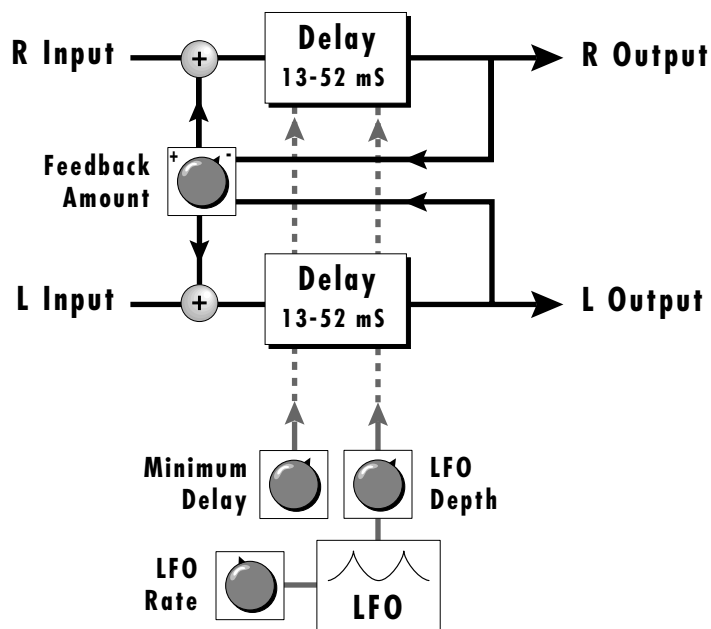 Delay
13-52 mS
R Input
+
R Output
Feedback
Amount
+ -
L Input
+
Delay
13-52 mS
L Output
Minimum
Delay
LFO
Depth
LFO
Rate
LFO